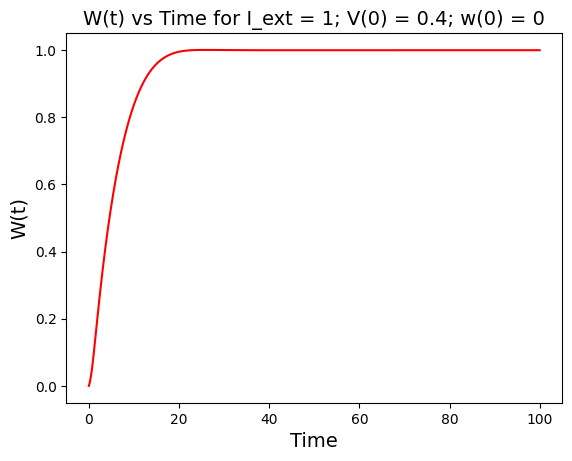 W(t) vs Time for I_ext = 1; V(0) = 0.4; w(0) = 0
1.0
0.8
0.6
0.4
0.2
0.0
W(t)
0 20 40 60 80 100
Time